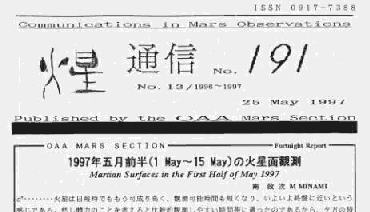 ISSN 0917-7388
Communications in Mars Observations
火星 通信 No. 191
No. 13/1996~1997
25 May 1997
Published by the OAA Mars Section
OAA MARS SECTION Fortnight Report
1997年五月前半(1 May~15 May)の火星面観測
Martian Surfaces in the First Half of May 1997
南 政 次 M MINAMI